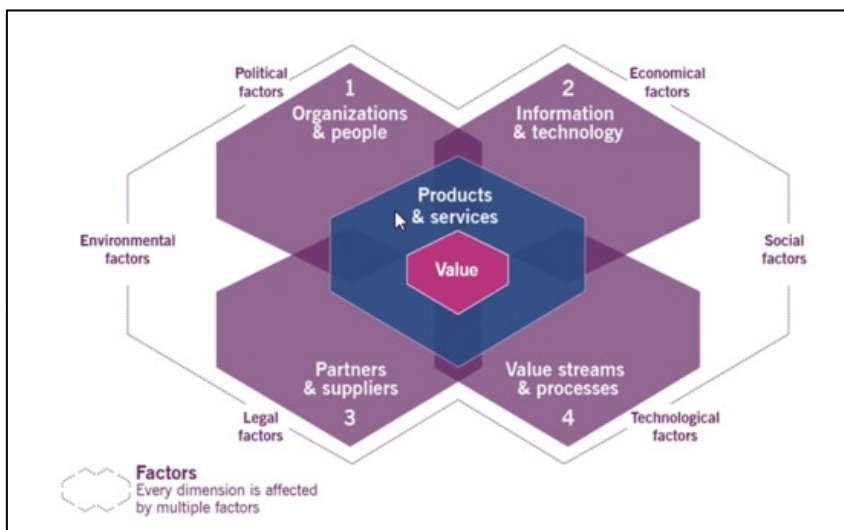 Political
factors
Economical
factors
1
Organizations
& people
2
Information
& technology
Products
& services
Environmental
factors
Value
Social
factors
Partners
& suppliers
3
Value streams
& processes
4
Legal
factors
Technological
factors
Factors
Every dimension is affected
by multiple factors